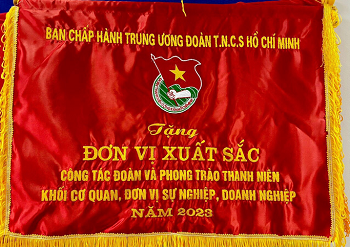 BAN CHẤP HÀNH TRUNG ƯƠNG ĐOÀN T.N.C.S HỒ CHÍ MINH
Tặng
ĐƠN VỊ XUẤT SẮC
CÔNG TÁC ĐOÀN VÀ PHONG TRÀO THANH NIÊN
KHỐI CƠ QUAN, ĐƠN VỊ SỰ NGHIỆP, DOANH NGHIỆP
NĂM 2023